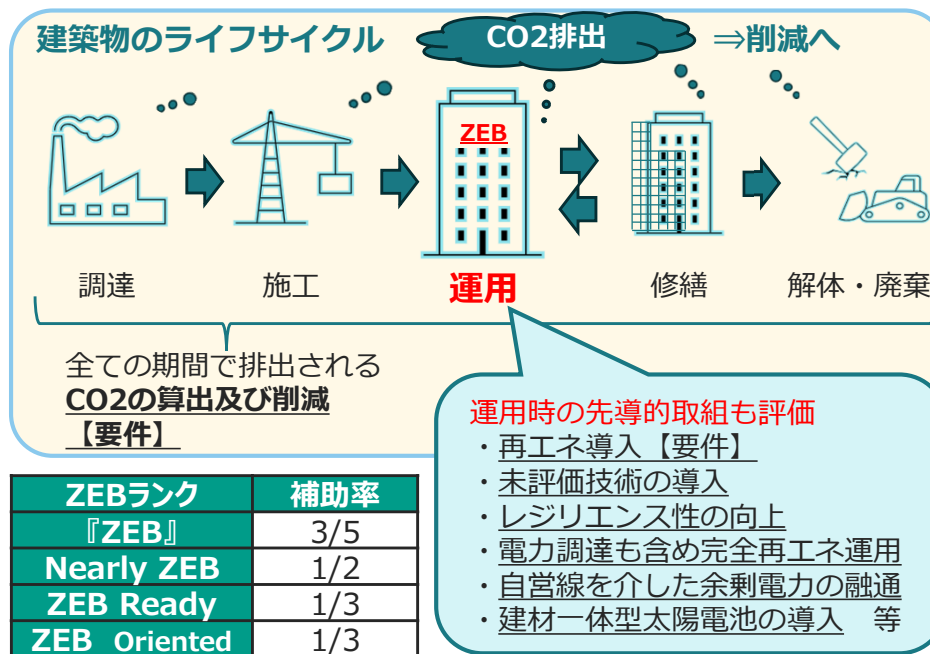 建築物のライフサイクル
CO2排出
⇒削減へ
ZEB
調達
施工
運用
修繕
解体・廃棄
全ての期間で排出される
CO2の算出及び削減
【要件】
運用時の先導的取組も評価
・再エネ導入【要件】
・未評価技術の導入
・レジリエンス性の向上
・電力調達も含め完全再エネ運用
・自営線を介した余剰電力の融通
・建材一体型太陽電池の導入　等
ZEBランク 補助率
『ZEB』 3/5
Nearly ZEB 1/2
ZEB Ready 1/3
ZEB Oriented 1/3